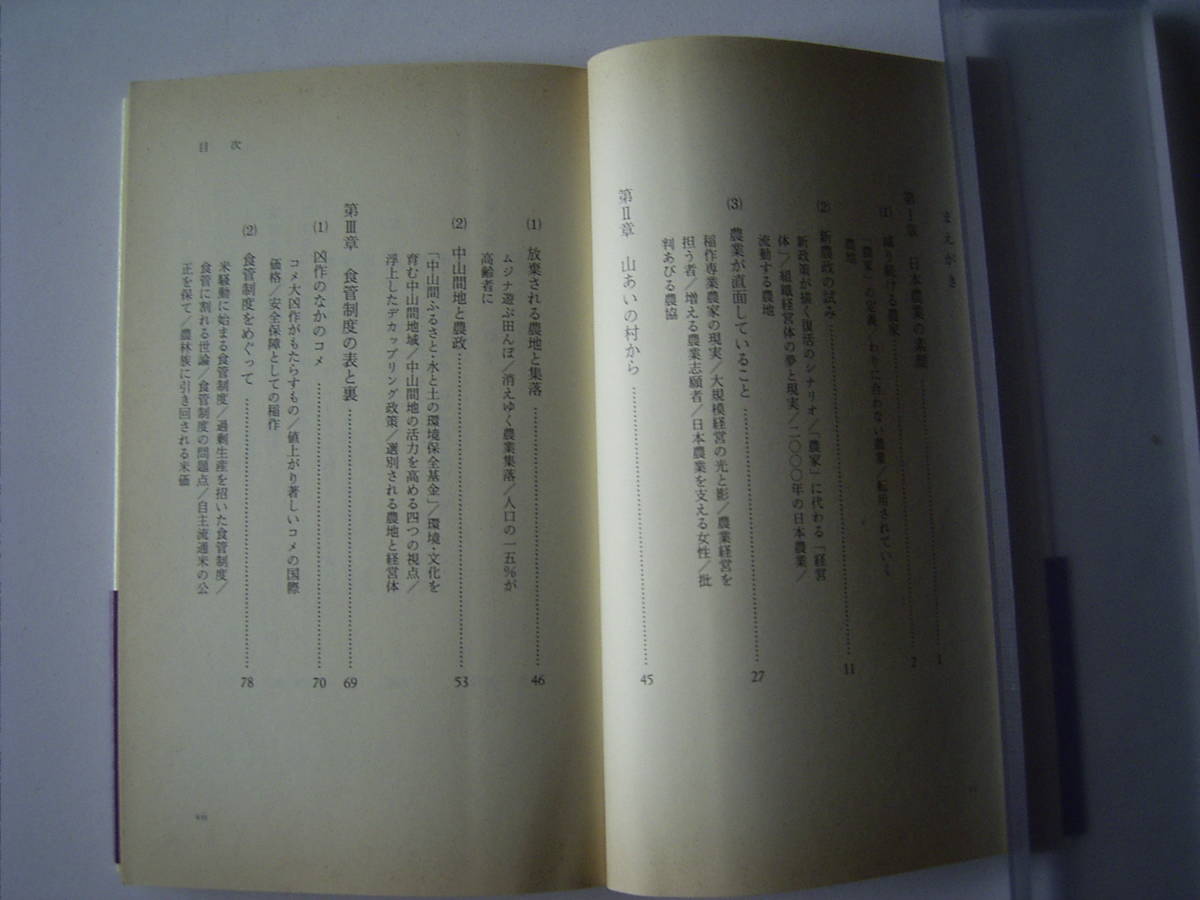 まえがき
第Ⅰ章 日本農業の素顔 …… 1
(1) 減り続ける農家 …… 2
「農家」の定義／わりに合わない農業／転用されていく
農地
(2) 新農政の試み …… 11
新政策が描く復活のシナリオ／「農家」に代わる「経営
体」／組織経営体の夢と現実／二〇〇〇年の日本農業／
流動する農地
(3) 農業が直面していること …… 27
稲作専業農家の現実／大規模経営の光と影／農業経営を
担う者／増える農業志願者／日本農業を支える女性／批
判あびる農協
第Ⅱ章 山あいの村から …… 45
目次
(1) 放棄される農地と集落 …… 46
ムジナ遊ぶ田んぼ／消えゆく農業集落／人口の一五％が
高齢者に
(2) 中山間地と農政 …… 53
「中山間ふるさと・水と土の環境保全基金」／環境・文化を
育む中山間地域／中山間地の活力を高める四つの視点／
浮上したデカップリング政策／選別される農地と経営体
第Ⅲ章 食管制度の表と裏 …… 69
(1) 凶作のなかのコメ …… 70
コメ大凶作がもたらすもの／値上がり著しいコメの国際
価格／安全保障としての稲作
(2) 食管制度をめぐって …… 78
米騒動に始まる食管制度／過剰生産を招いた食管制度／
食管に割れる世論／食管制度の問題点／自主流通米の公
正を保て／農林族に引き回される米価
vii